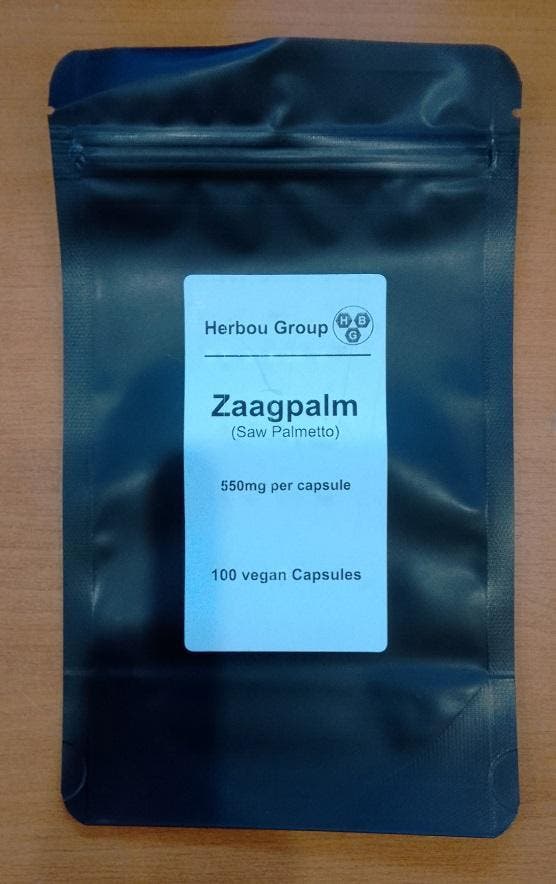 Herbou Group H B G
Zaagpalm
(Saw Palmetto)
550mg per capsule
100 vegan Capsules